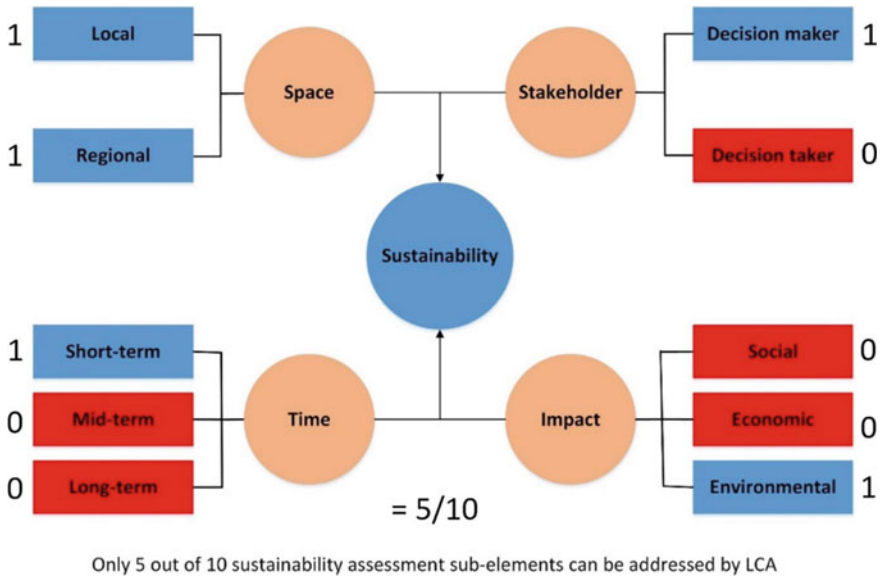 1 Local
Space
1 Regional
Decision maker 1
Stakeholder
Decision taker 0
Sustainability
1 Short-term
0 Mid-term
0 Long-term
Time
Social 0
Impact
Economic 0
Environmental 1
= 5/10
Only 5 out of 10 sustainability assessment sub-elements can be addressed by LCA